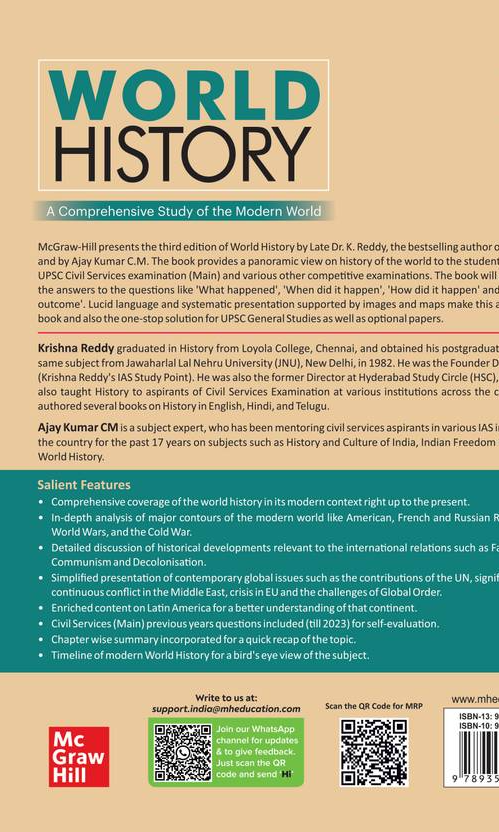 WORLD
HISTORY
A Comprehensive Study of the Modern World
McGraw-Hill presents the third edition of World History by Late Dr. K. Reddy, the bestselling author o
and by Ajay Kumar C.M. The book provides a panoramic view on history of the world to the student
UPSC Civil Services examination (Main) and various other competitive examinations. The book will
the answers to the questions like 'What happened', 'When did it happen', 'How did it happen' and
outcome'. Lucid language and systematic presentation supported by images and maps make this a
book and also the one-stop solution for UPSC General Studies as well as optional papers.
Krishna Reddy graduated in History from Loyola College, Chennai, and obtained his postgraduat
same subject from Jawaharlal Lal Nehru University (JNU), New Delhi, in 1982. He was the Founder D
(Krishna Reddy's IAS Study Point). He was also the former Director at Hyderabad Study Circle (HSC),
also taught History to aspirants of Civil Services Examination at various institutions across the c
authored several books on History in English, Hindi, and Telugu.
Ajay Kumar CM is a subject expert, who has been mentoring civil services aspirants in various IAS i
the country for the past 17 years on subjects such as History and Culture of India, Indian Freedom
World History.
Salient Features
• Comprehensive coverage of the world history in its modern context right up to the present.
• In-depth analysis of major contours of the modern world like American, French and Russian R
World Wars, and the Cold War.
• Detailed discussion of historical developments relevant to the international relations such as Fa
Communism and Decolonisation.
• Simplified presentation of contemporary global issues such as the contributions of the UN, signif
continuous conflict in the Middle East, crisis in EU and the challenges of Global Order.
• Enriched content on Latin America for a better understanding of that continent.
• Civil Services (Main) previous years questions included (till 2023) for self-evaluation.
• Chapter wise summary incorporated for a quick recap of the topic.
• Timeline of modern World History for a bird's eye view of the subject.
Mc
Graw
Hill
Write to us at:
support.india@mheducation.com
Join our WhatsApp
channel for updates
& to give feedback.
Just scan the QR
code and send Hi
Scan the QR Code for MRP
www.mhe
ISBN-13: 9
ISBN-10: 9
9 78935